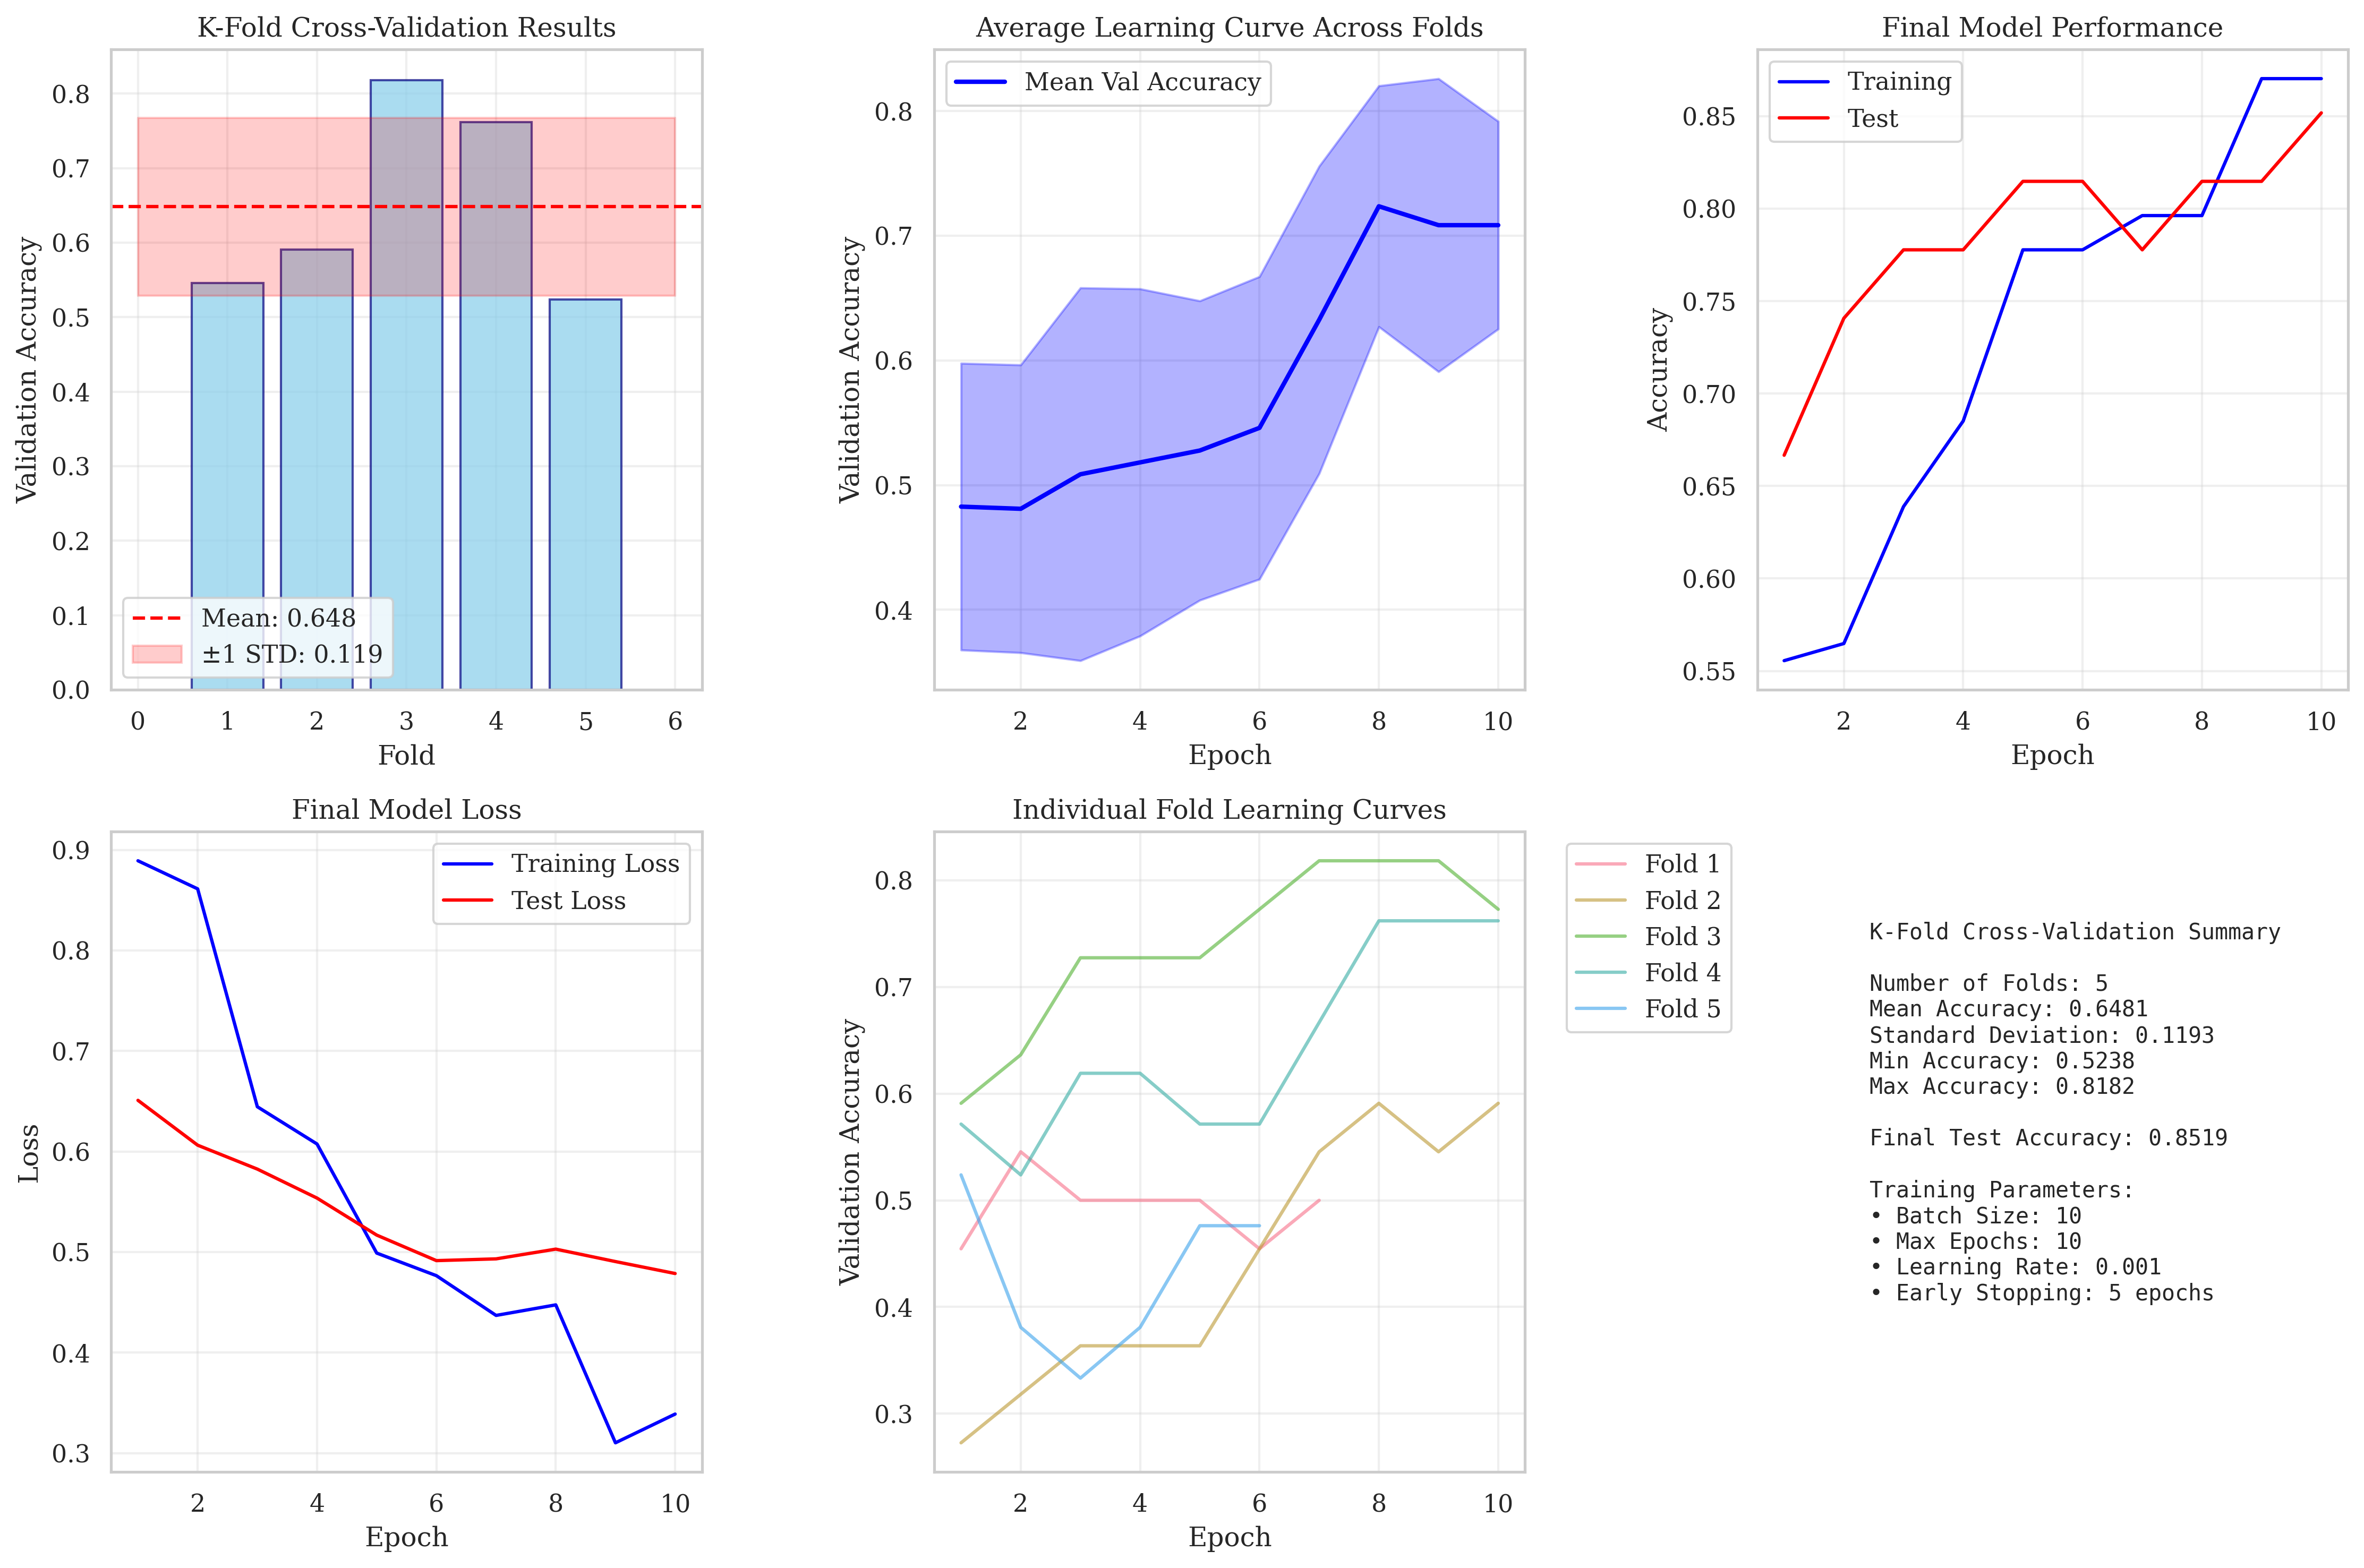 K-Fold Cross-Validation Results
Validation Accuracy
0.8
0.7
0.6
0.5
0.4
0.3
0.2
0.1
0.0
Mean: 0.648
±1 STD: 0.119
0 1 2 3 4 5 6
Fold
Average Learning Curve Across Folds
Mean Val Accuracy
Validation Accuracy
0.8
0.7
0.6
0.5
0.4
2 4 6 8 10
Epoch
Final Model Performance
Training
Test
Accuracy
0.85
0.80
0.75
0.70
0.65
0.60
0.55
2 4 6 8 10
Epoch
Final Model Loss
Training Loss
Test Loss
Loss
0.9
0.8
0.7
0.6
0.5
0.4
0.3
2 4 6 8 10
Epoch
Individual Fold Learning Curves
Validation Accuracy
0.8
0.7
0.6
0.5
0.4
0.3
2 4 6 8 10
Epoch
Fold 1
Fold 2
Fold 3
Fold 4
Fold 5
K-Fold Cross-Validation Summary
Number of Folds: 5
Mean Accuracy: 0.6481
Standard Deviation: 0.1193
Min Accuracy: 0.5238
Max Accuracy: 0.8182
Final Test Accuracy: 0.8519
Training Parameters:
• Batch Size: 10
• Max Epochs: 10
• Learning Rate: 0.001
• Early Stopping: 5 epochs